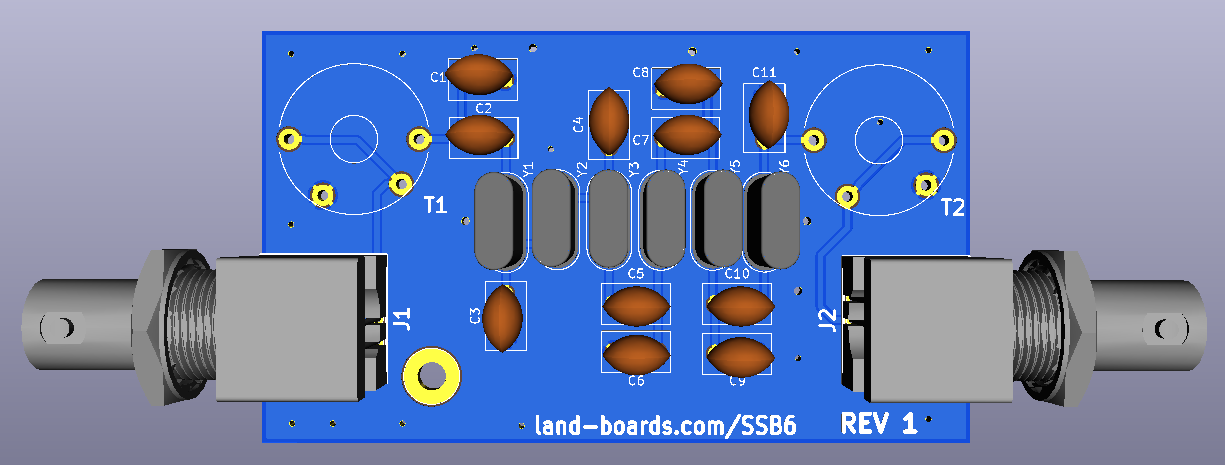 C1
C2
C8
C11
C4
C7
Y1
Y2
Y3
Y4
Y5
Y6
T1
T2
C5
C10
C3
J1
J2
C6
C9
land-boards.com/SSB6
REV 1